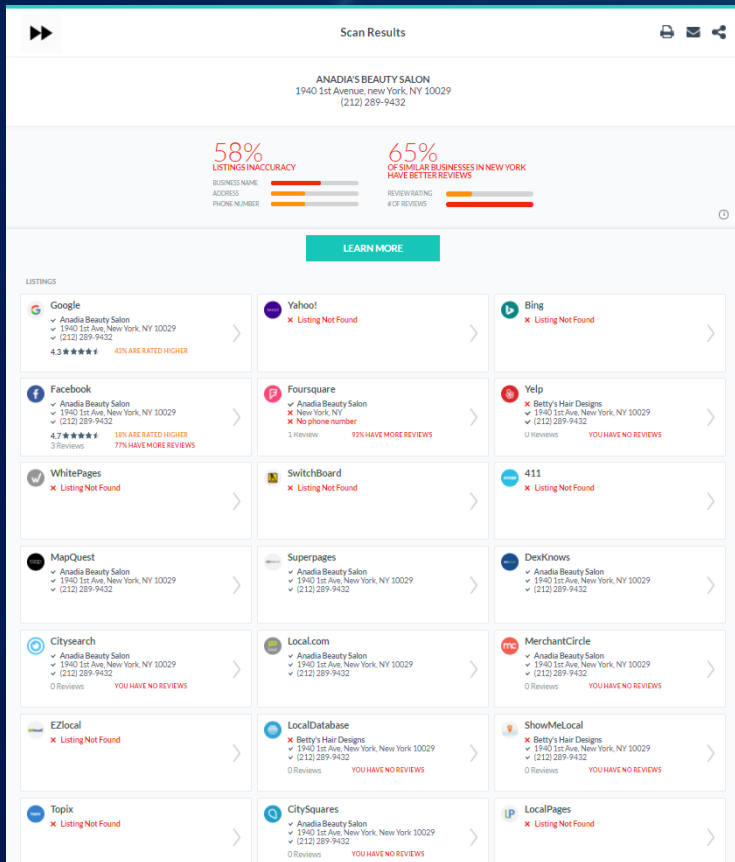 Scan Results
ANADIA'S BEAUTY SALON
1940 1st Avenue, new York, NY 10029
(212) 289-9432
58%
LISTINGS INACCURACY
BUSINESS NAME
ADDRESS
PHONE NUMBER
65%
OF SIMILAR BUSINESSES IN NEW YORK
HAVE BETTER REVIEWS
REVIEW RATING
# OF REVIEWS
LEARN MORE
LISTINGS
Google
Anadia Beauty Salon
1940 1st Ave, New York, NY 10029
(212) 289-9432
4.3 43% ARE RATED HIGHER
Yahoo!
Listing Not Found
Bing
Listing Not Found
Facebook
Anadia Beauty Salon
1940 1st Ave, New York, NY 10029
(212) 289-9432
4.7 18% ARE RATED HIGHER
3 Reviews 77% HAVE MORE REVIEWS
Foursquare
Anadia Beauty Salon
New York, NY
No phone number
1 Review 93% HAVE MORE REVIEWS
Yelp
Betty's Hair Designs
1940 1st Ave, New York, NY 10029
(212) 289-9432
0 Reviews YOU HAVE NO REVIEWS
WhitePages
Listing Not Found
SwitchBoard
Listing Not Found
411
Listing Not Found
MapQuest
Anadia Beauty Salon
1940 1st Ave, New York, NY 10029
(212) 289-9432
Superpages
Anadia Beauty Salon
1940 1st Ave, New York, NY 10029
(212) 289-9432
DexKnows
Anadia Beauty Salon
1940 1st Ave, New York, NY 10029
(212) 289-9432
Citysearch
Anadia Beauty Salon
1940 1st Ave, New York, NY 10029
(212) 289-9432
0 Reviews YOU HAVE NO REVIEWS
Local.com
Anadia Beauty Salon
1940 1st Ave, New York, NY 10029
(212) 289-9432
MerchantCircle
Anadia Beauty Salon
1940 1st Ave, New York, NY 10029
(212) 289-9432
0 Reviews YOU HAVE NO REVIEWS
EZlocal
Listing Not Found
LocalDatabase
Betty's Hair Designs
1940 1st Ave, New York, New York 10029
(212) 289-9432
0 Reviews YOU HAVE NO REVIEWS
ShowMeLocal
Betty's Hair Designs
1940 1st Ave, New York, NY 10029
(212) 289-9432
0 Reviews YOU HAVE NO REVIEWS
Topix
Listing Not Found
CitySquares
Anadia Beauty Salon
1940 1st Ave, New York, New York 10029
(212) 289-9432
0 Reviews YOU HAVE NO REVIEWS
LocalPages
Listing Not Found